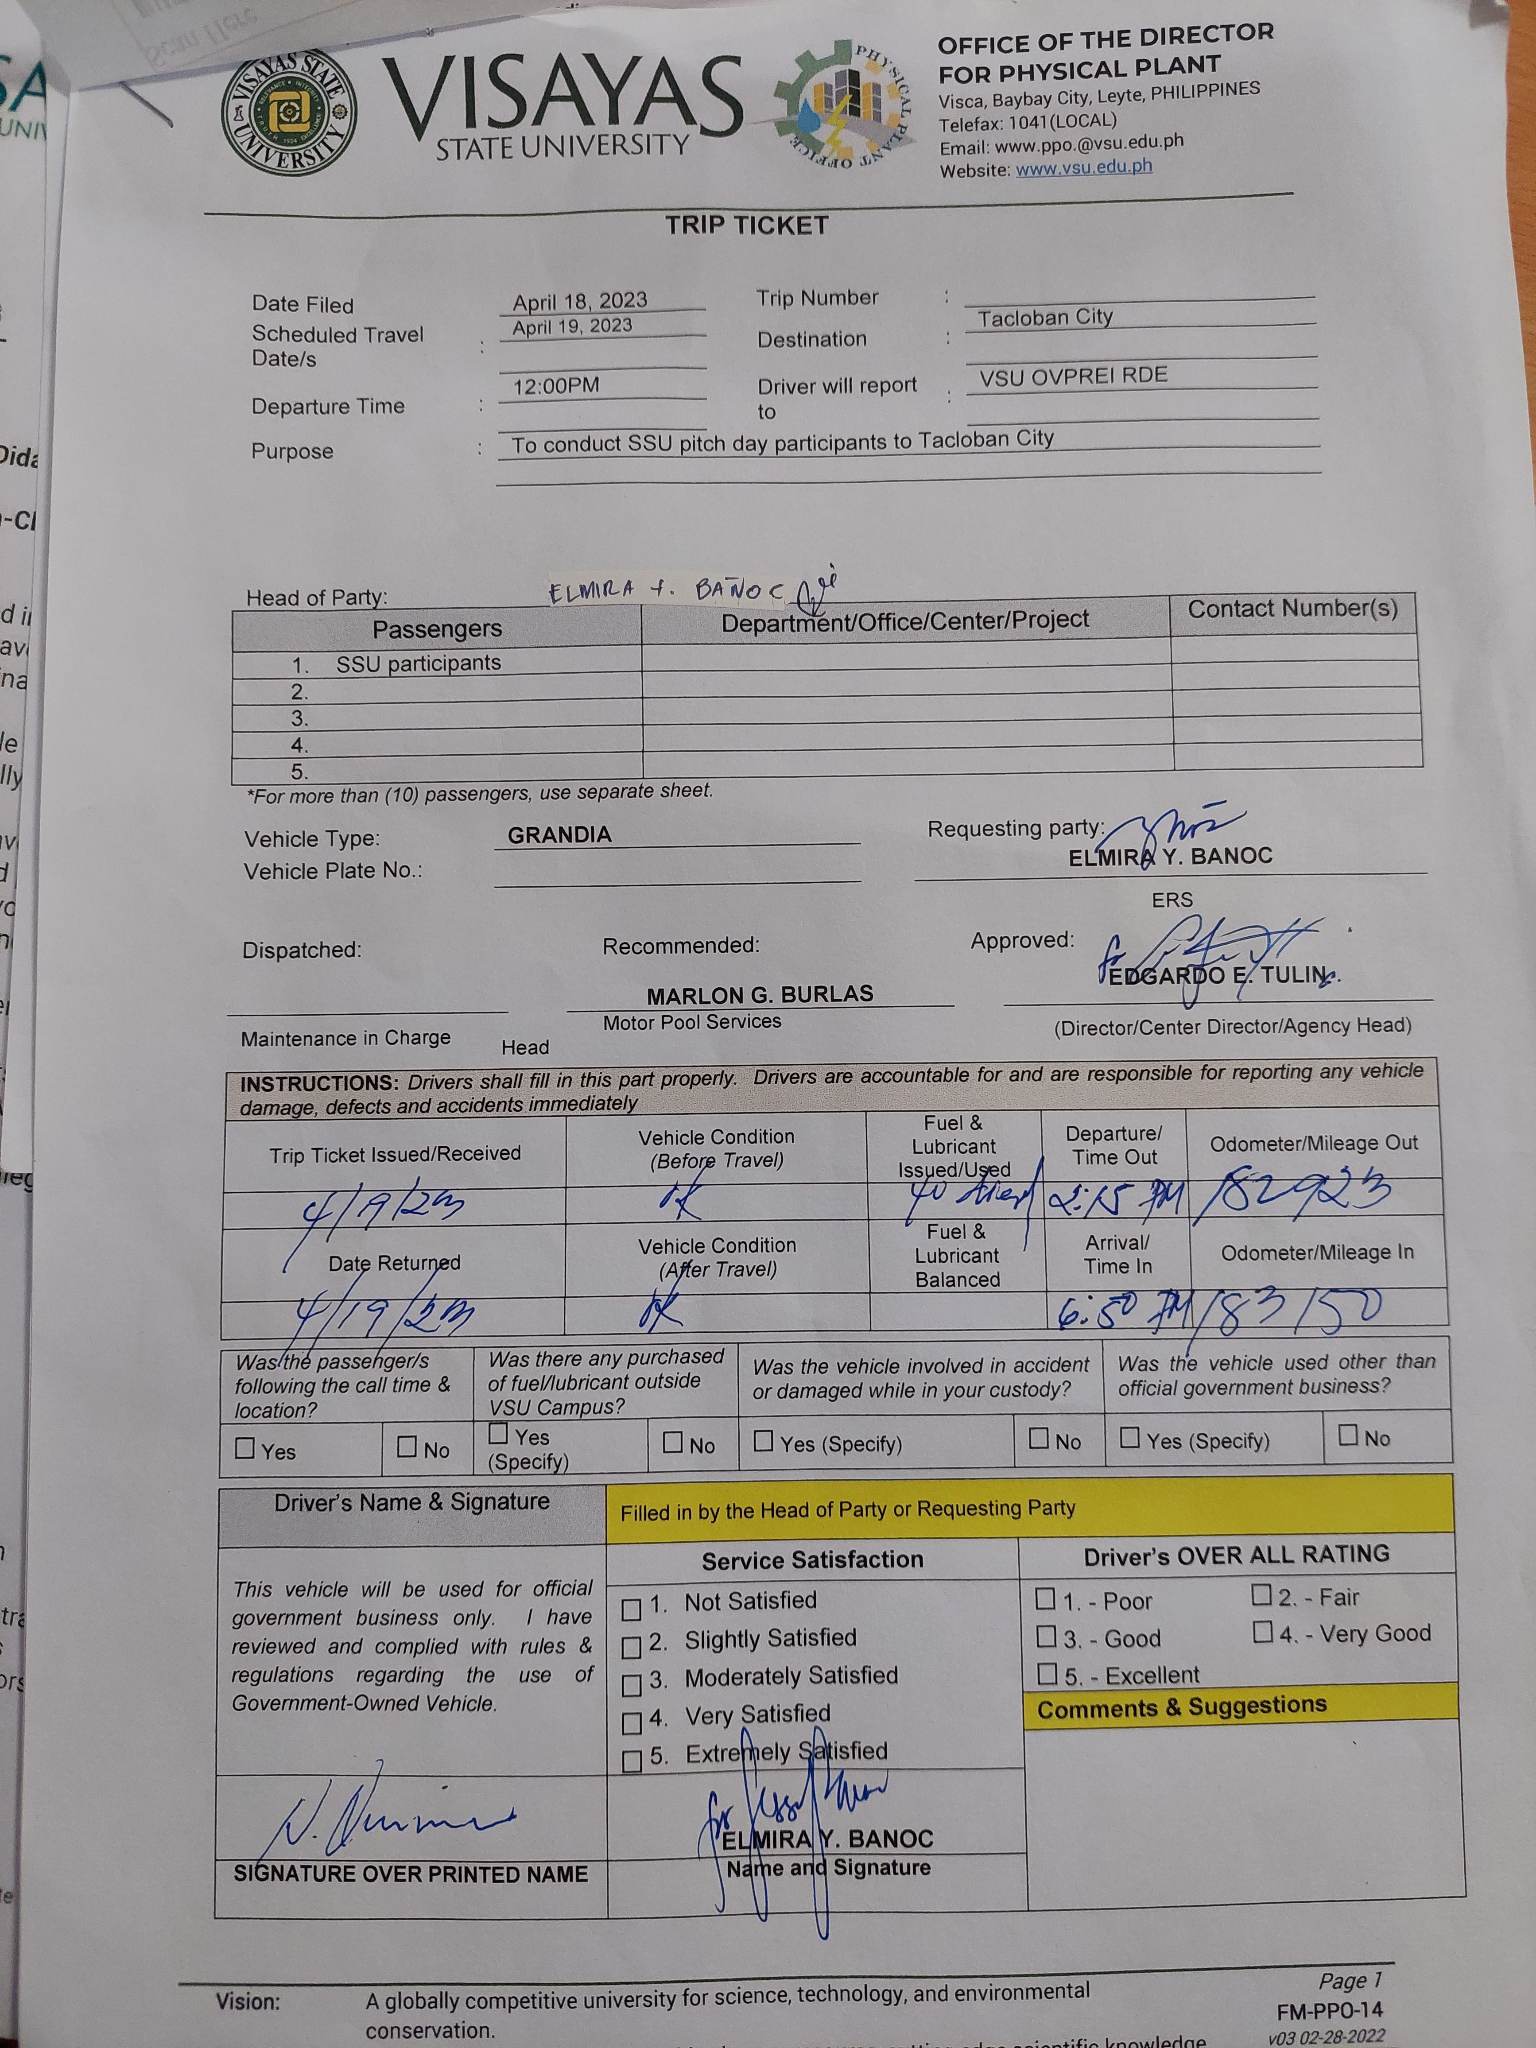 Scan Here
VISAYAS STATE UNIVERSITY
VISAYAS
STATE UNIVERSITY
PHYSICAL PLANT OFFICE
OFFICE OF THE DIRECTOR
FOR PHYSICAL PLANT
Visca, Baybay City, Leyte, PHILIPPINES
Telefax: 1041(LOCAL)
Email: www.ppo.@vsu.edu.ph
Website: www.vsu.edu.ph
TRIP TICKET
Date Filed April 18, 2023 Trip Number :
Scheduled Travel Date/s : April 19, 2023 Destination : Tacloban City
Departure Time : 12:00PM Driver will report to : VSU OVPREI RDE
Purpose : To conduct SSU pitch day participants to Tacloban City
Head of Party: ELMIRA Y. BAÑOC
Passengers Department/Office/Center/Project Contact Number(s)
1. SSU participants
2.
3.
4.
5.
*For more than (10) passengers, use separate sheet.
Vehicle Type: GRANDIA Requesting party:
ELMIRA Y. BANOC
Vehicle Plate No.:
ERS
Dispatched: Recommended: Approved:
for EDGARDO E. TULIN
MARLON G. BURLAS
Maintenance in Charge Head Motor Pool Services (Director/Center Director/Agency Head)
INSTRUCTIONS: Drivers shall fill in this part properly. Drivers are accountable for and are responsible for reporting any vehicle
damage, defects and accidents immediately
Trip Ticket Issued/Received Vehicle Condition (Before Travel) Fuel & Lubricant Issued/Used Departure/ Time Out Odometer/Mileage Out
4/19/23 OK 40 2:15 PM 182923
Date Returned Vehicle Condition (After Travel) Fuel & Lubricant Balanced Arrival/ Time In Odometer/Mileage In
4/19/23 OK 6:50 PM 183150
Was the passenger/s following the call time & location? Was there any purchased of fuel/lubricant outside VSU Campus? Was the vehicle involved in accident or damaged while in your custody? Was the vehicle used other than official government business?
☐ Yes ☐ No ☐ Yes (Specify) ☐ No ☐ Yes (Specify) ☐ No ☐ Yes (Specify) ☐ No
Driver's Name & Signature Filled in by the Head of Party or Requesting Party
This vehicle will be used for official
government business only. I have
reviewed and complied with rules &
regulations regarding the use of
Government-Owned Vehicle.
Service Satisfaction
☐ 1. Not Satisfied
☐ 2. Slightly Satisfied
☐ 3. Moderately Satisfied
☐ 4. Very Satisfied
☐ 5. Extremely Satisfied
Driver's OVER ALL RATING
☐ 1. - Poor ☐ 2. - Fair
☐ 3. - Good ☐ 4. - Very Good
☐ 5. - Excellent
Comments & Suggestions
for
ELMIRA Y. BANOC
SIGNATURE OVER PRINTED NAME Name and Signature
Vision: A globally competitive university for science, technology, and environmental
conservation.
Page 1
FM-PPO-14
v03 02-28-2022